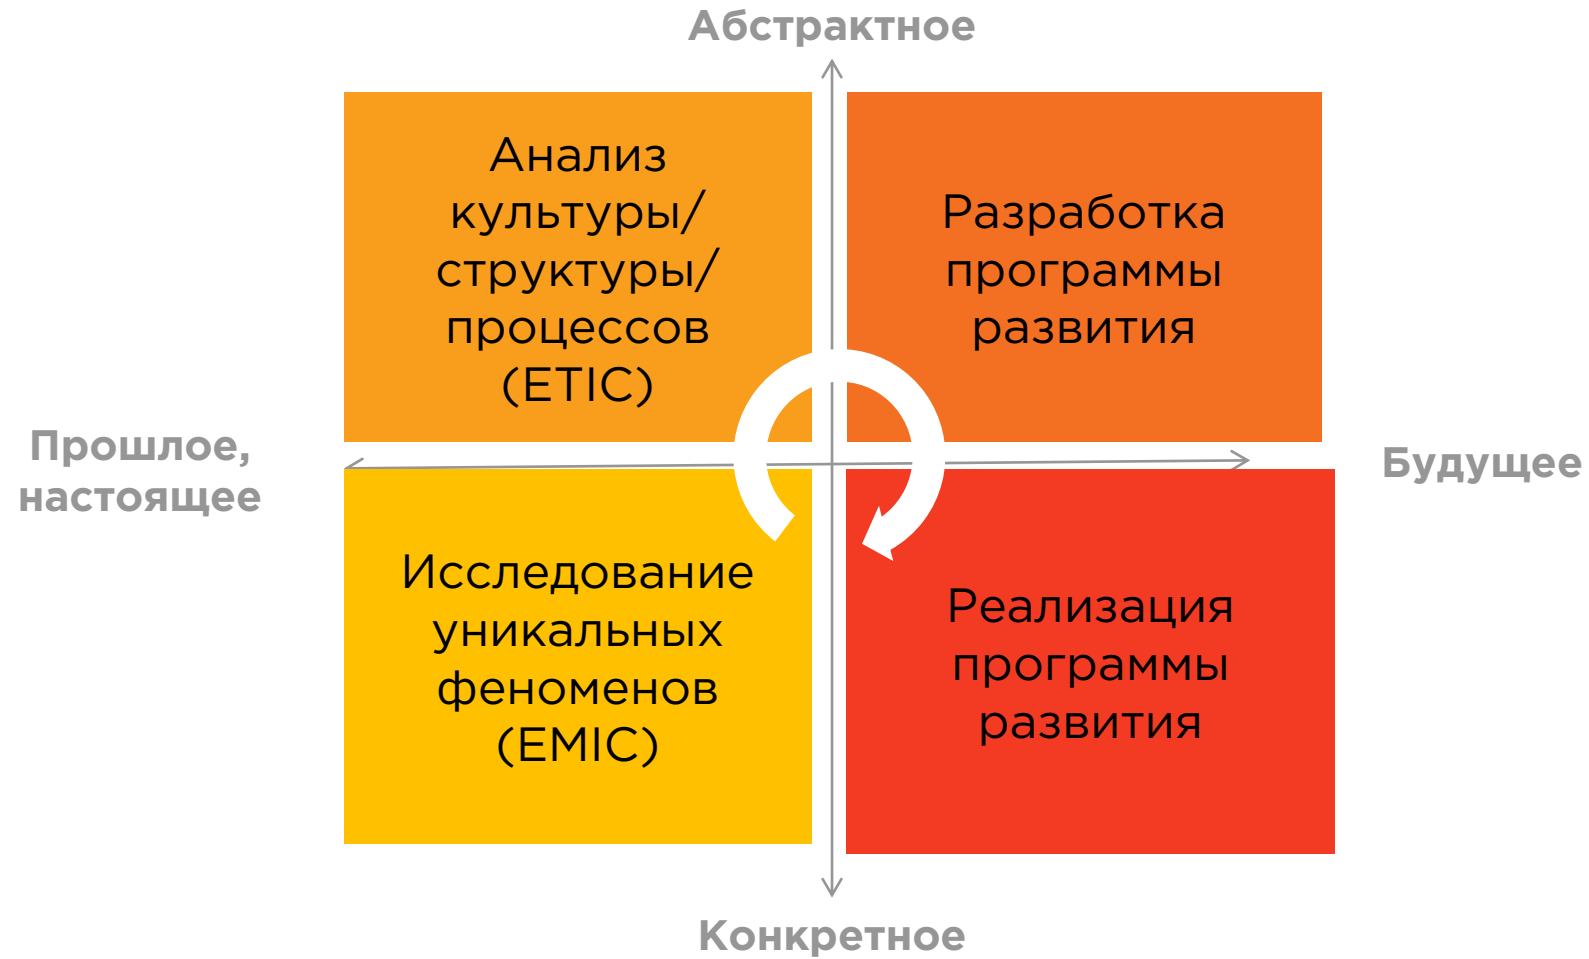 Абстрактное
Анализ
культуры/
структуры/
процессов
(ETIC)
Разработка
программы
развития
Прошлое,
настоящее
Будущее
Исследование
уникальных
феноменов
(EMIC)
Реализация
программы
развития
Конкретное